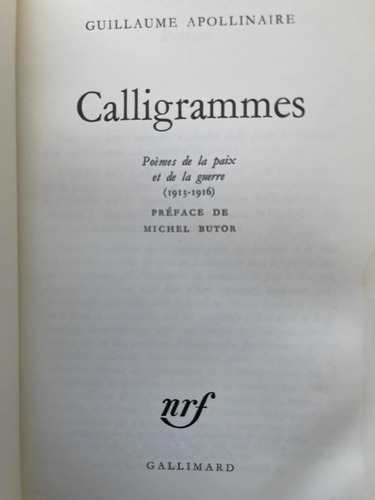 GUILLAUME APOLLINAIRE
Calligrammes
Poèmes de la paix
et de la guerre
(1913-1916)
PRÉFACE DE
MICHEL BUTOR
nrf
GALLIMARD